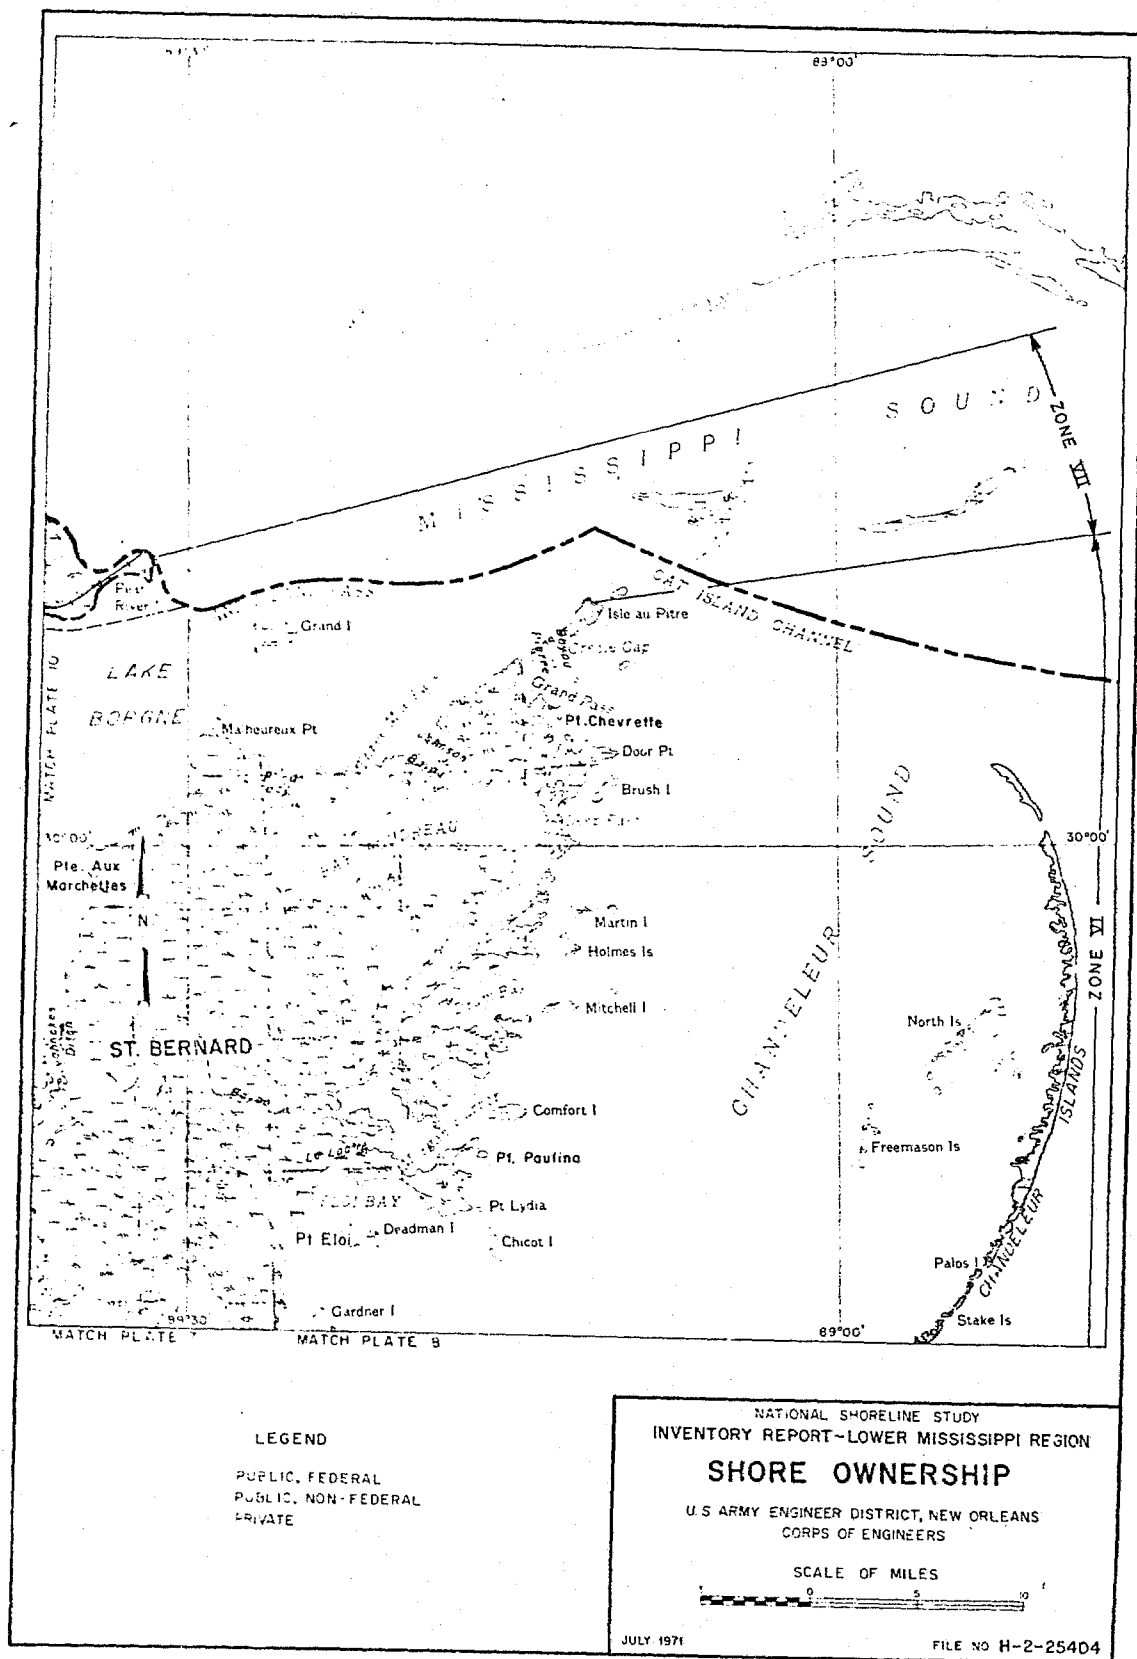 89°00'
MISSISSIPPI SOUND
ZONE VII
CAT ISLAND CHANNEL
Isle au Pitre
Pearl
River
Grand I
LAKE
BORGNE
MATCH PLATE 10
Malheureux Pt
Grand Pass
Pt. Chevrette
Door Pt
Brush I
30°00'
30°00'
Pte. Aux
Marchettes
N
Martin I
Holmes Is
Mitchell I
ST. BERNARD
CHANDELEUR SOUND
North Is
Freemason Is
CHANDELEUR ISLANDS
ZONE VI
Comfort I
Pt. Paulina
Pt Lydia
Pt Eloi
Deadman I
Chicot I
Palos I
Stake Is
Gardner I
89°30'
89°00'
MATCH PLATE 7
MATCH PLATE 8
LEGEND
PUBLIC, FEDERAL
PUBLIC, NON-FEDERAL
PRIVATE
NATIONAL SHORELINE STUDY
INVENTORY REPORT-LOWER MISSISSIPPI REGION
SHORE OWNERSHIP
U.S ARMY ENGINEER DISTRICT, NEW ORLEANS
CORPS OF ENGINEERS
SCALE OF MILES
0 5 10
JULY 1971
FILE NO H-2-25404